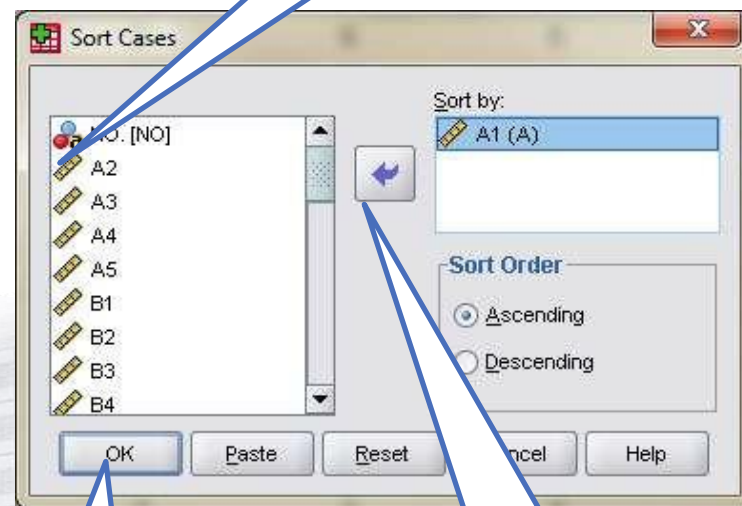 Sort Cases
Sort by:
A1 (A)
[NO]
A2
A3
A4
A5
B1
B2
B3
B4
Sort Order
Ascending
Descending
OK
Paste
Reset
Help